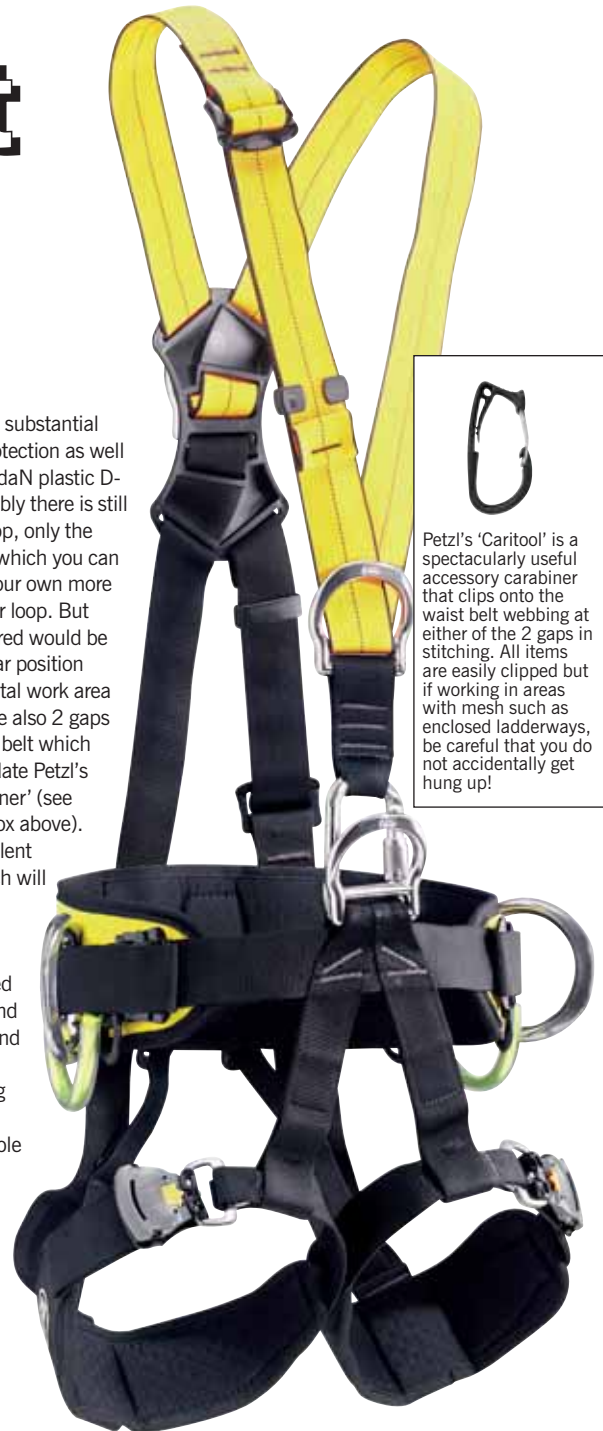 t
substantial
otection as well
daN plastic D-
bly there is still
op, only the
which you can
our own more
r loop. But
red would be
ar position
tal work area
e also 2 gaps
belt which
late Petzl's
ner' (see
ox above).
lent
h will
ed
nd
nd
g
ole
Petzl's 'Caritool' is a
spectacularly useful
accessory carabiner
that clips onto the
waist belt webbing at
either of the 2 gaps in
stitching. All items
are easily clipped but
if working in areas
with mesh such as
enclosed ladderways,
be careful that you do
not accidentally get
hung up!